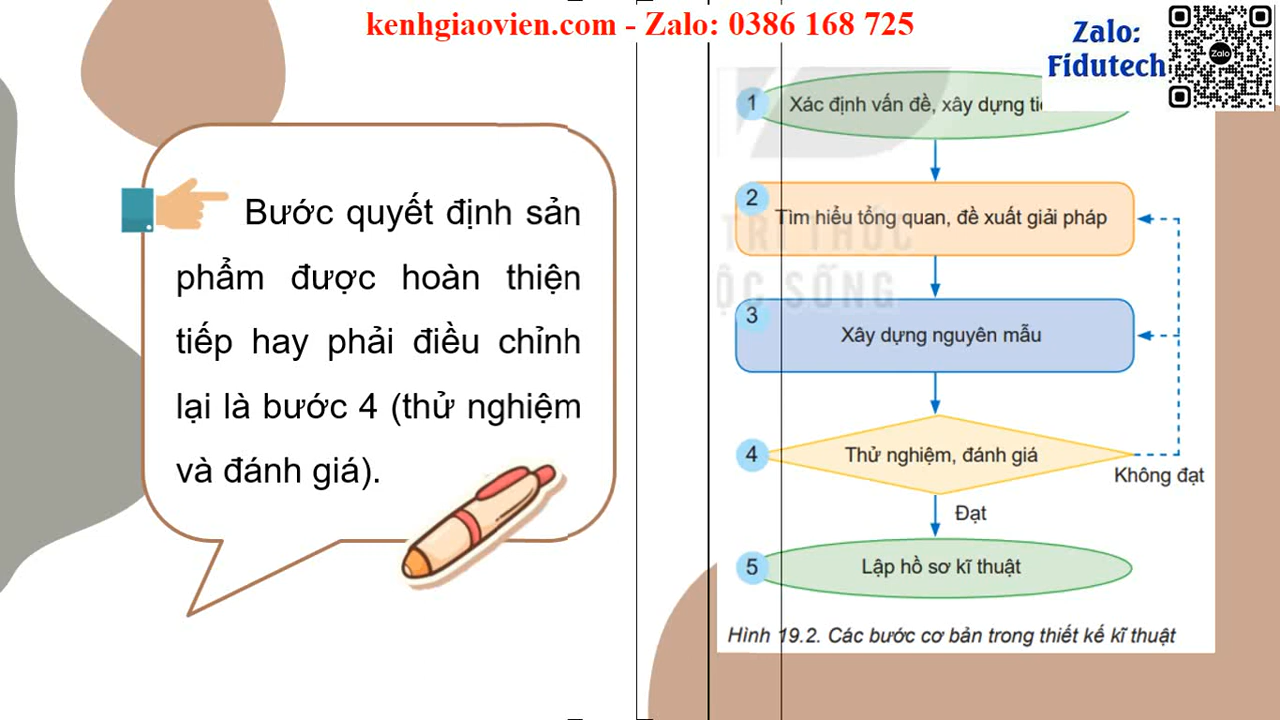 kenhgiaovien.com - Zalo: 0386 168 725
Zalo:
Fidutech
Zalo
Bước quyết định sản
phẩm được hoàn thiện
tiếp hay phải điều chỉnh
lại là bước 4 (thử nghiệm
và đánh giá).
1
Xác định vấn đề, xây dựng
2
Tìm hiểu tổng quan, đề xuất giải pháp
TRI THỨC
SỐNG
3
Xây dựng nguyên mẫu
4
Thử nghiệm, đánh giá
Không đạt
Đạt
5
Lập hồ sơ kĩ thuật
Hình 19.2. Các bước cơ bản trong thiết kế kĩ thuật